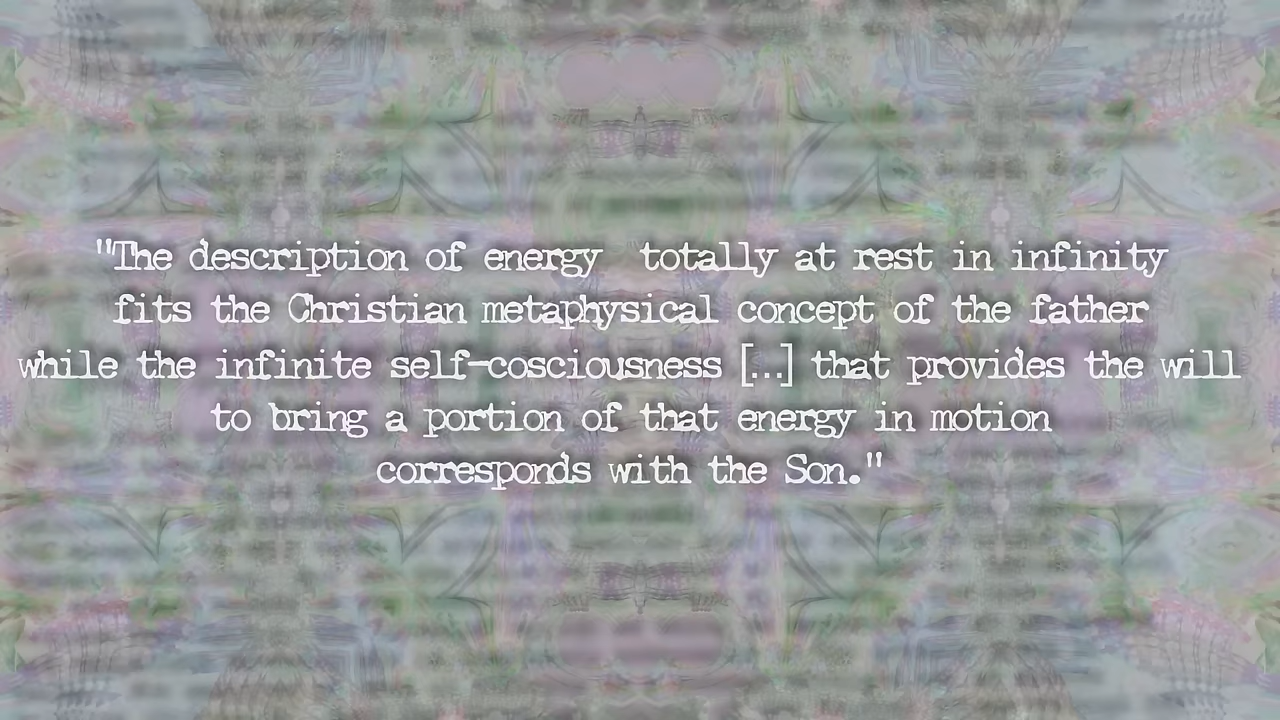 "The description of energy  totally at rest in infinity
fits the Christian metaphysical concept of the father
while the infinite self-cosciousness [...] that provides the will
to bring a portion of that energy in motion
corresponds with the Son."